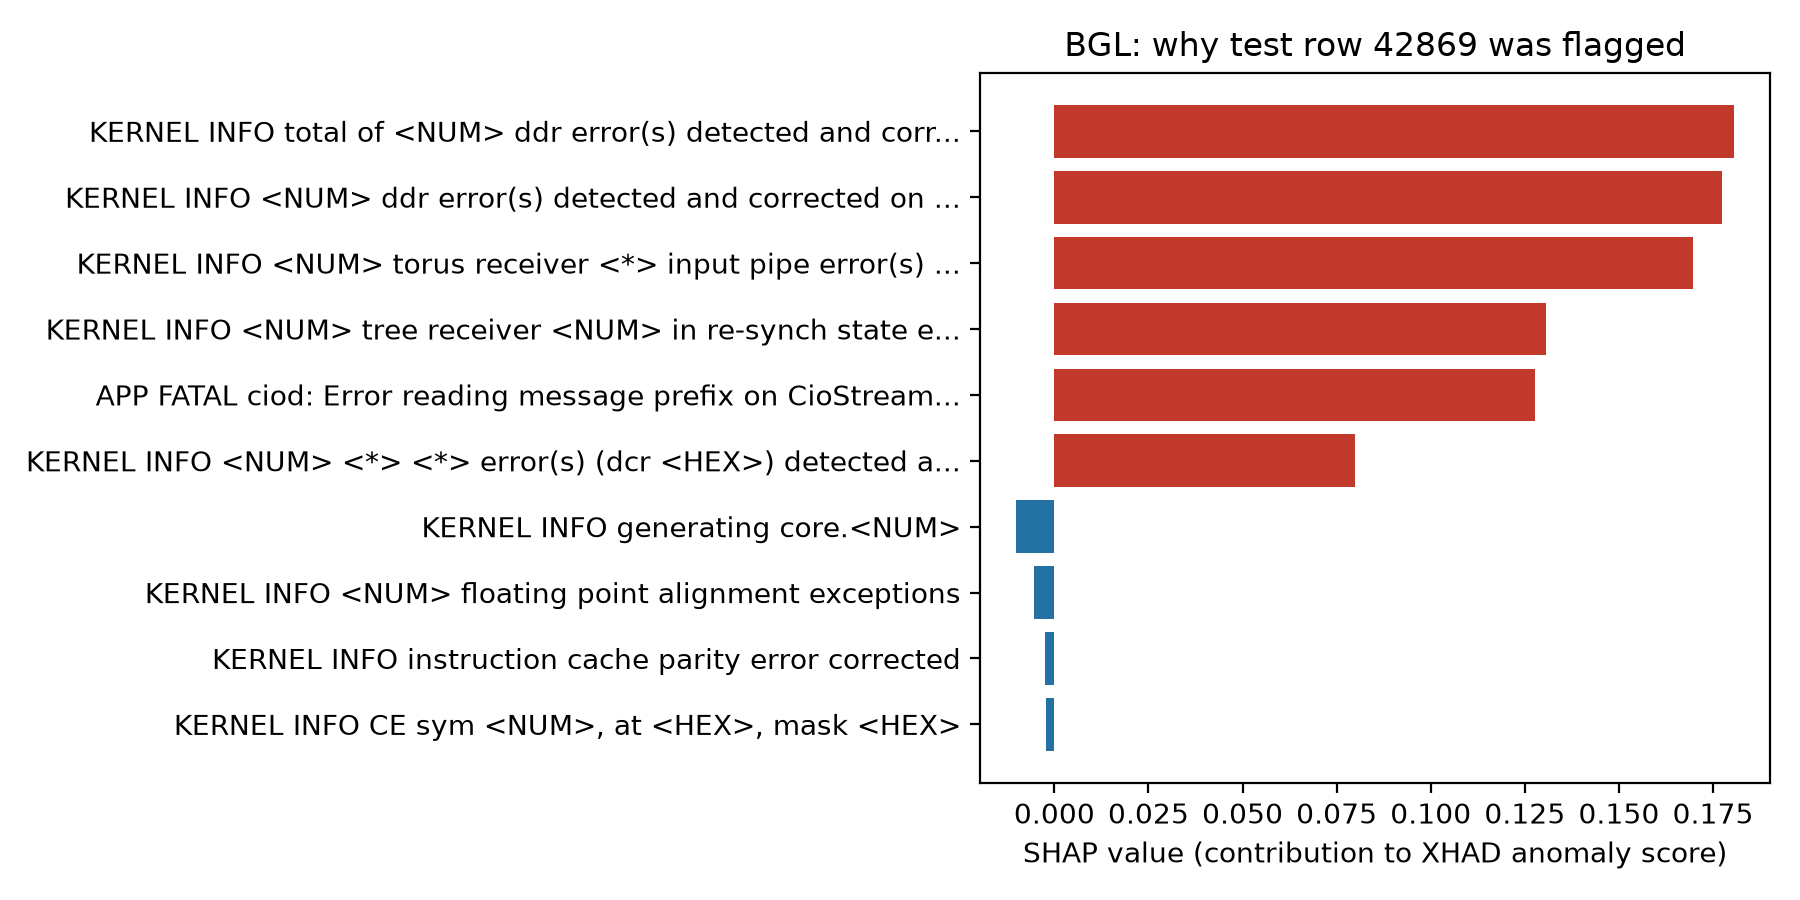 BGL: why test row 42869 was flagged
KERNEL INFO total of <NUM> ddr error(s) detected and corr...
KERNEL INFO <NUM> ddr error(s) detected and corrected on ...
KERNEL INFO <NUM> torus receiver <*> input pipe error(s) ...
KERNEL INFO <NUM> tree receiver <NUM> in re-synch state e...
APP FATAL ciod: Error reading message prefix on CioStream...
KERNEL INFO <NUM> <*> <*> error(s) (dcr <HEX>) detected a...
KERNEL INFO generating core.<NUM>
KERNEL INFO <NUM> floating point alignment exceptions
KERNEL INFO instruction cache parity error corrected
KERNEL INFO CE sym <NUM>, at <HEX>, mask <HEX>
0.000 0.025 0.050 0.075 0.100 0.125 0.150 0.175
SHAP value (contribution to XHAD anomaly score)